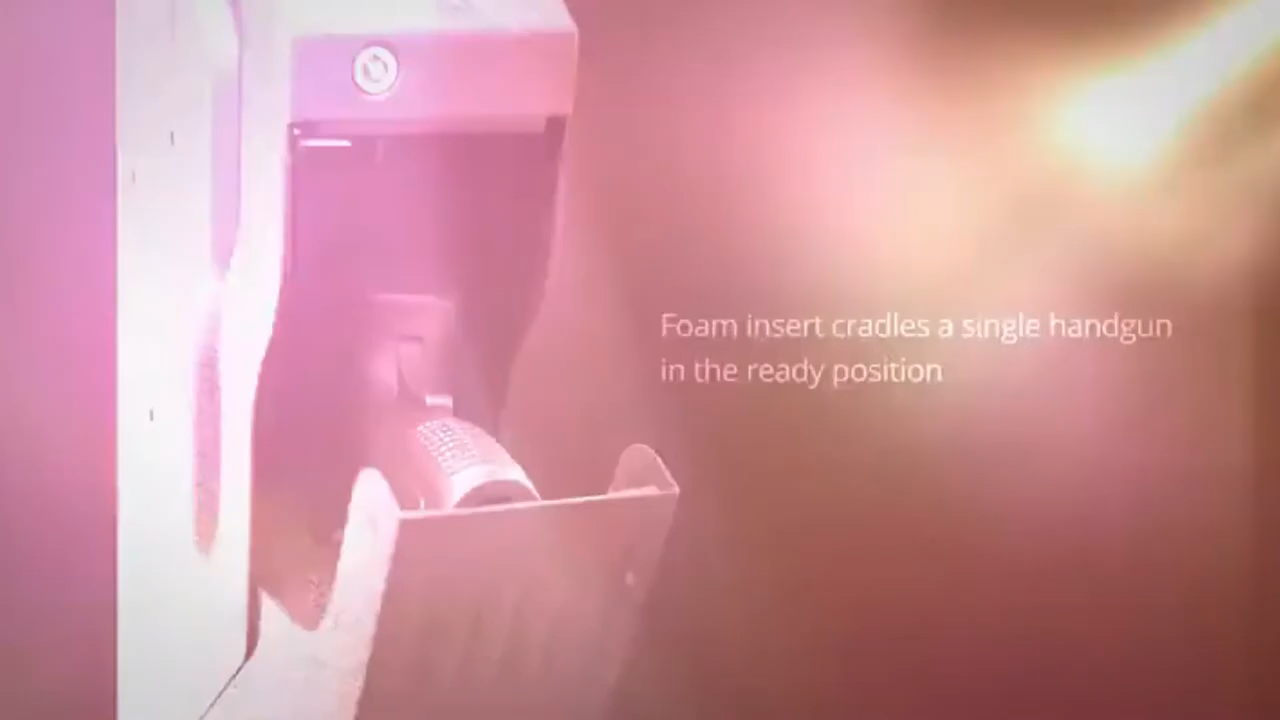 Foam insert cradles a single handgun
in the ready position